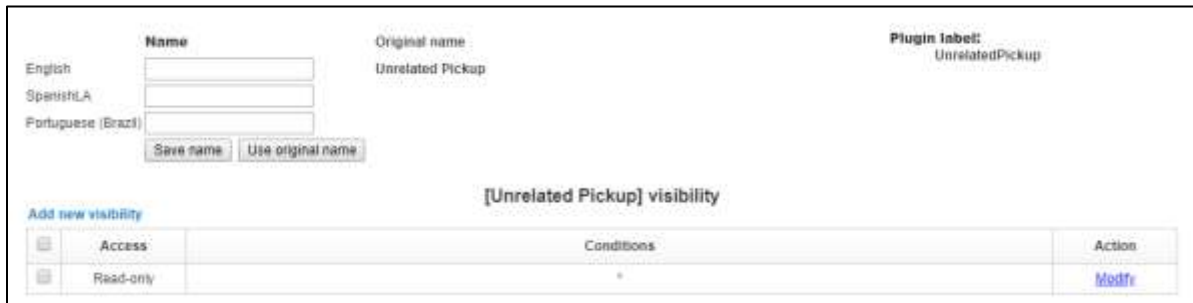 Name Original name Plugin label:
English Unrelated Pickup UnrelatedPickup
SpanishLA
Portuguese (Brazil)
Save name Use original name
[Unrelated Pickup] visibility
Add new visibility
Access Conditions Action
Read-only * Modify